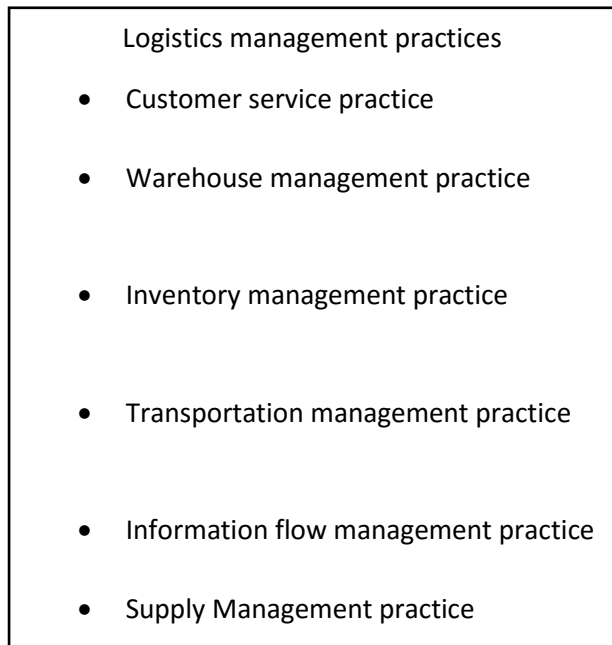 Logistics management practices
• Customer service practice
• Warehouse management practice
• Inventory management practice
• Transportation management practice
• Information flow management practice
• Supply Management practice